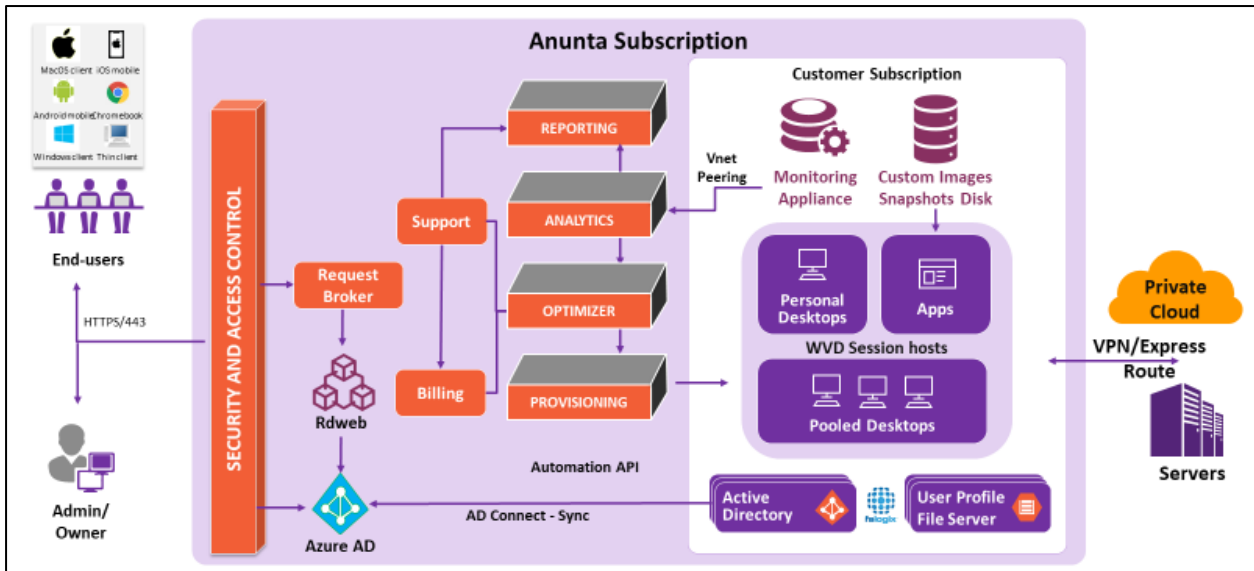 Anunta Subscription
MacOS client iOS mobile
Android mobile Chromebook
Windows client Thin client
End-users
HTTPS/443
Admin/
Owner
SECURITY AND ACCESS CONTROL
Request
Broker
Rdweb
Azure AD
Support
Billing
REPORTING
ANALYTICS
OPTIMIZER
PROVISIONING
Automation API
AD Connect - Sync
Vnet
Peering
Customer Subscription
Monitoring
Appliance
Custom Images
Snapshots Disk
Personal
Desktops
Apps
WVD Session hosts
Pooled Desktops
Active
Directory
fslogix
User Profile
File Server
Private
Cloud
VPN/Express
Route
Servers